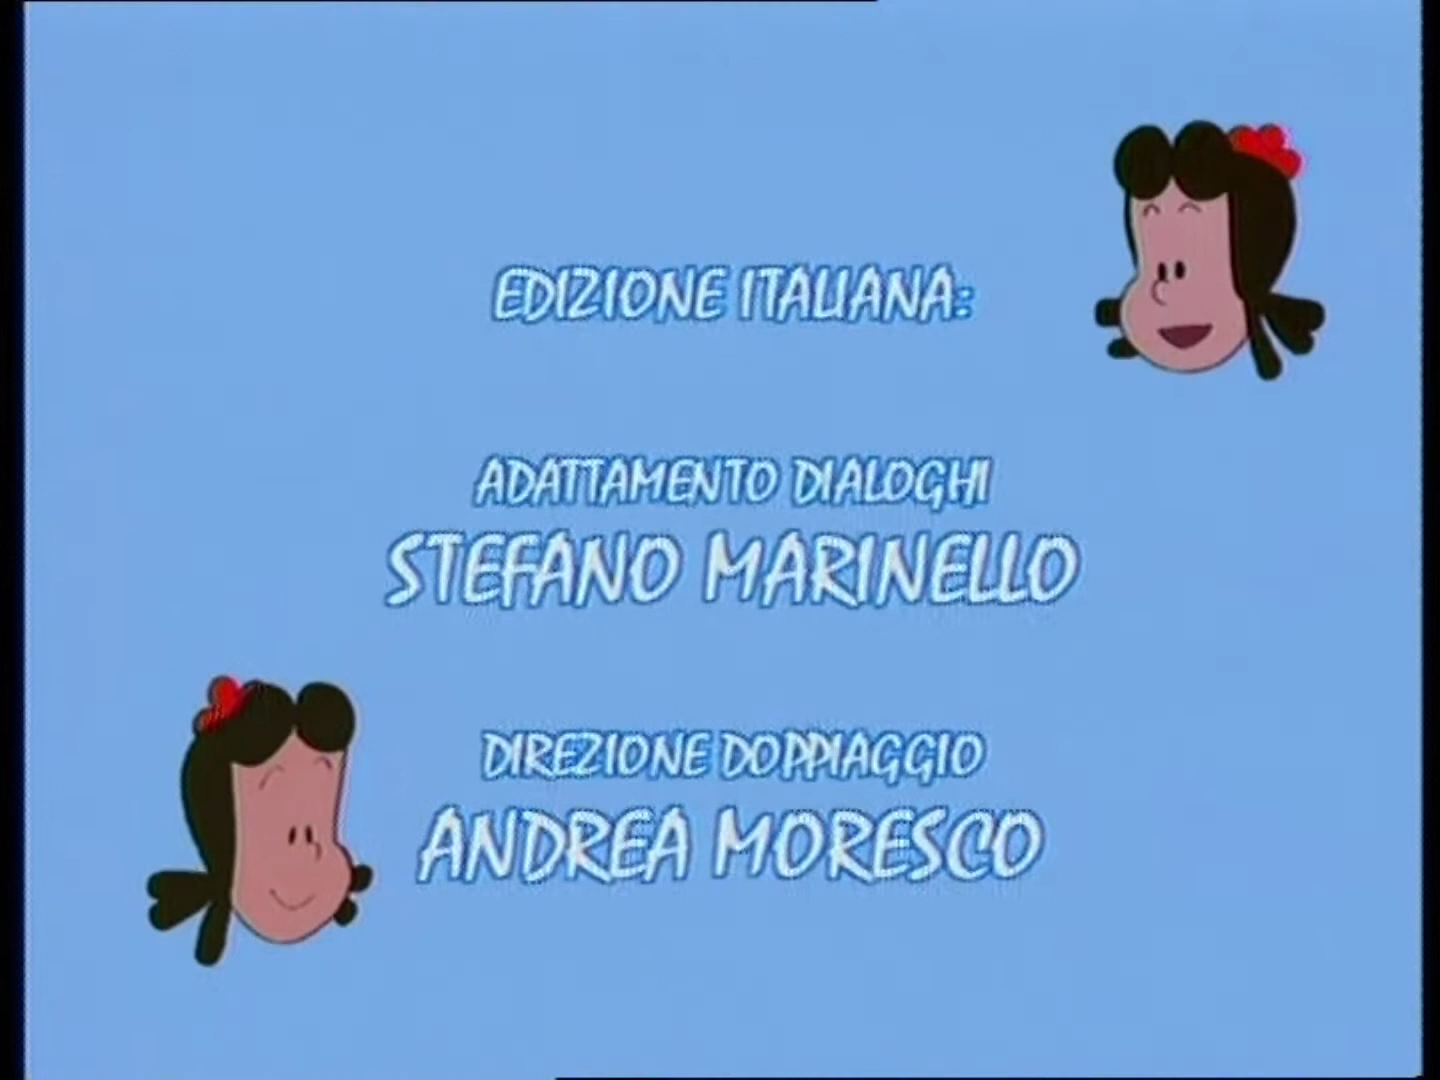 EDIZIONE ITALIANA:
ADATTAMENTO DIALOGHI
STEFANO MARINELLO
DIREZIONE DOPPIAGGIO
ANDREA MORESCO